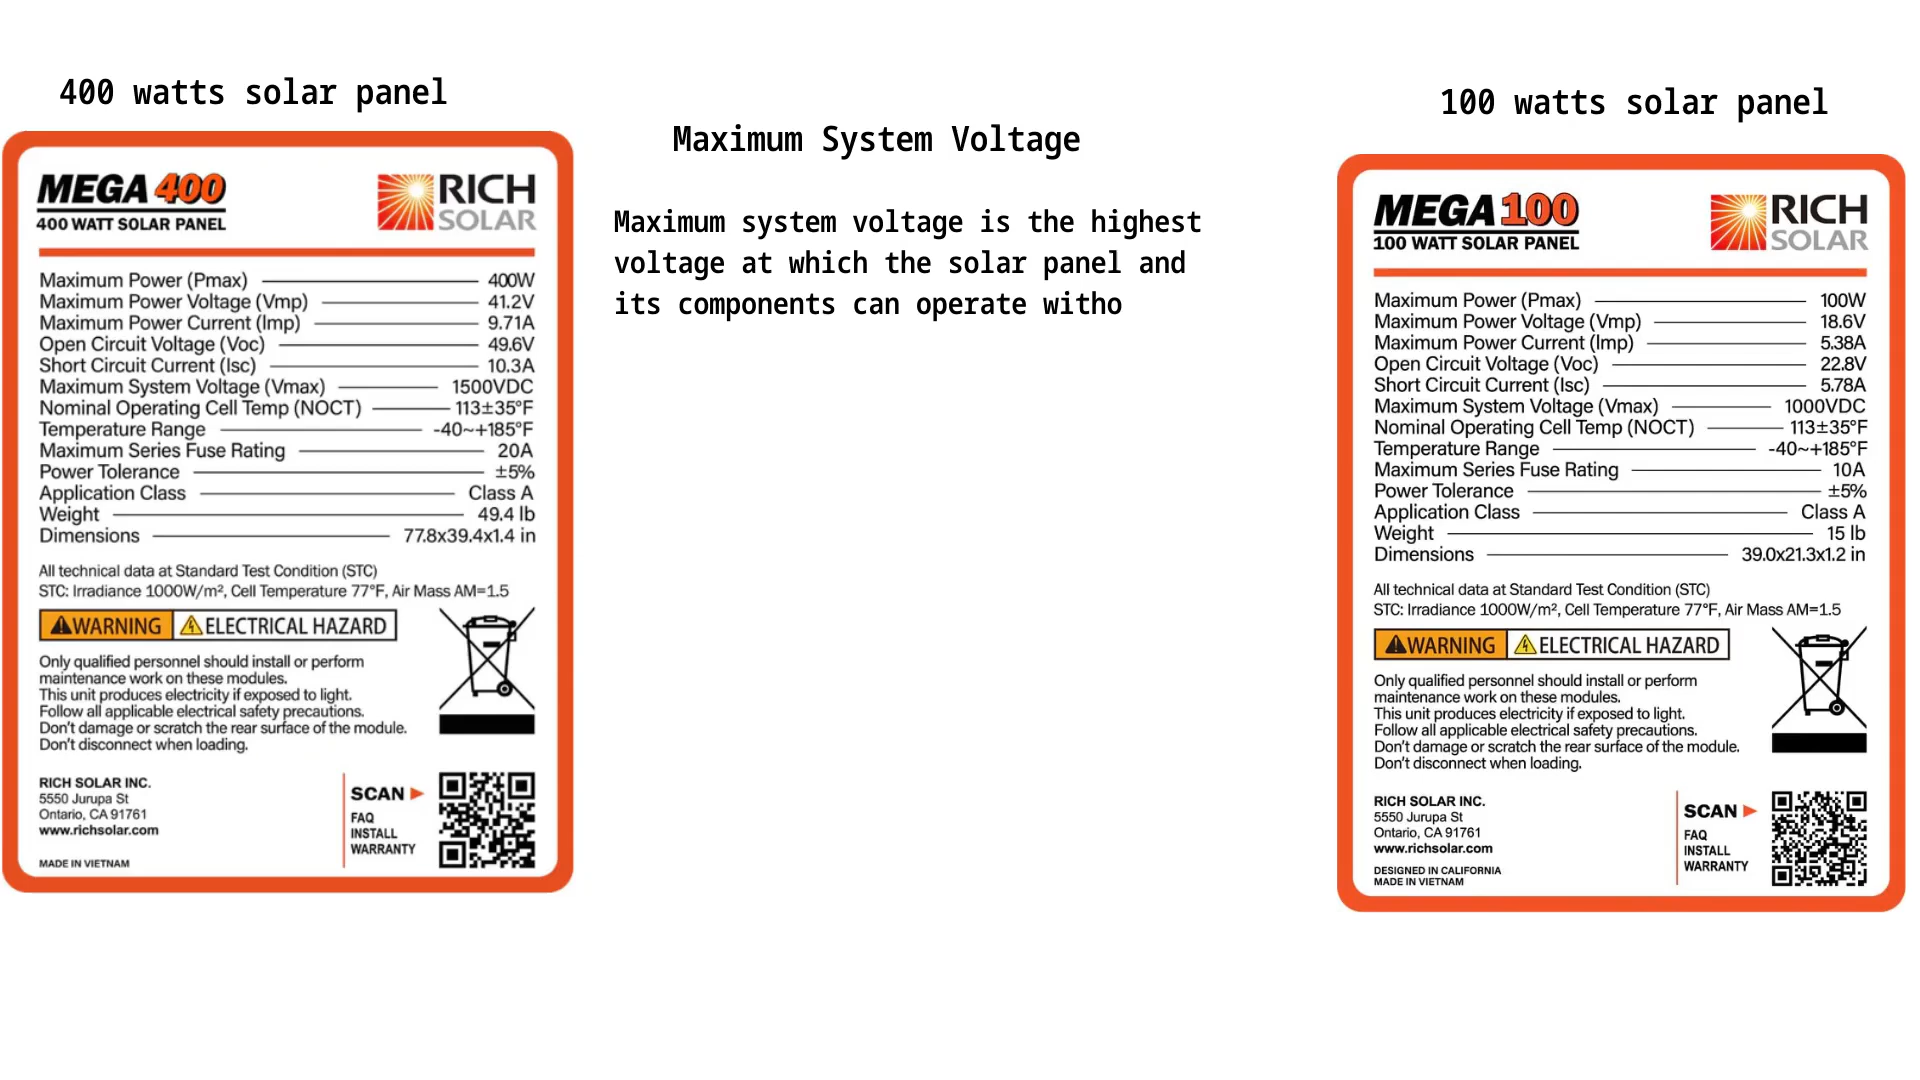 400 watts solar panel
MEGA 400
400 WATT SOLAR PANEL
RICH
SOLAR
Maximum Power (Pmax) 400W
Maximum Power Voltage (Vmp) 41.2V
Maximum Power Current (Imp) 9.71A
Open Circuit Voltage (Voc) 49.6V
Short Circuit Current (Isc) 10.3A
Maximum System Voltage (Vmax) 1500VDC
Nominal Operating Cell Temp (NOCT) 113±35°F
Temperature Range -40~+185°F
Maximum Series Fuse Rating 20A
Power Tolerance ±5%
Application Class Class A
Weight 49.4 lb
Dimensions 77.8x39.4x1.4 in
All technical data at Standard Test Condition (STC)
STC: Irradiance 1000W/m², Cell Temperature 77°F, Air Mass AM=1.5
WARNING ELECTRICAL HAZARD
Only qualified personnel should install or perform
maintenance work on these modules.
This unit produces electricity if exposed to light.
Follow all applicable electrical safety precautions.
Don't damage or scratch the rear surface of the module.
Don't disconnect when loading.
RICH SOLAR INC.
5550 Jurupa St
Ontario, CA 91761
www.richsolar.com
MADE IN VIETNAM
SCAN
FAQ
INSTALL
WARRANTY
Maximum System Voltage
Maximum system voltage is the highest
voltage at which the solar panel and
its components can operate witho
100 watts solar panel
MEGA 100
100 WATT SOLAR PANEL
RICH
SOLAR
Maximum Power (Pmax) 100W
Maximum Power Voltage (Vmp) 18.6V
Maximum Power Current (Imp) 5.38A
Open Circuit Voltage (Voc) 22.8V
Short Circuit Current (Isc) 5.78A
Maximum System Voltage (Vmax) 1000VDC
Nominal Operating Cell Temp (NOCT) 113±35°F
Temperature Range -40~+185°F
Maximum Series Fuse Rating 10A
Power Tolerance ±5%
Application Class Class A
Weight 15 lb
Dimensions 39.0x21.3x1.2 in
All technical data at Standard Test Condition (STC)
STC: Irradiance 1000W/m², Cell Temperature 77°F, Air Mass AM=1.5
WARNING ELECTRICAL HAZARD
Only qualified personnel should install or perform
maintenance work on these modules.
This unit produces electricity if exposed to light.
Follow all applicable electrical safety precautions.
Don't damage or scratch the rear surface of the module.
Don't disconnect when loading.
RICH SOLAR INC.
5550 Jurupa St
Ontario, CA 91761
www.richsolar.com
DESIGNED IN CALIFORNIA
MADE IN VIETNAM
SCAN
FAQ
INSTALL
WARRANTY